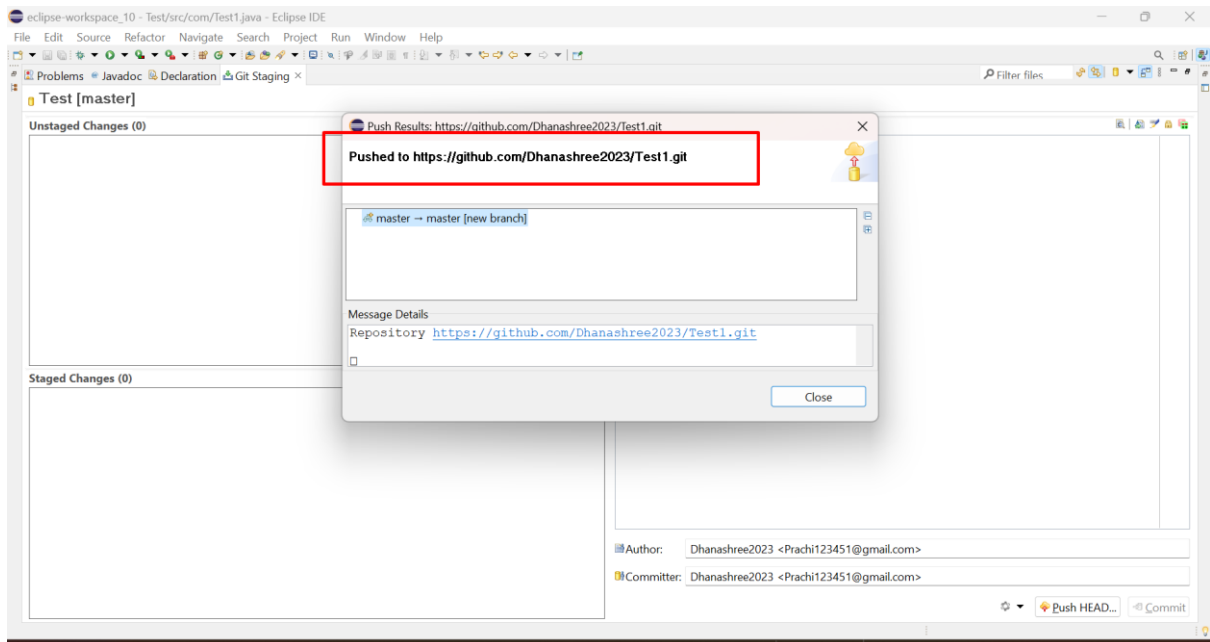 eclipse-workspace_10 - Test/src/com/Test1.java - Eclipse IDE
File Edit Source Refactor Navigate Search Project Run Window Help
Problems Javadoc Declaration Git Staging ×
Filter files
Test [master]
Unstaged Changes (0)
Push Results: https://github.com/Dhanashree2023/Test1.git
Pushed to https://github.com/Dhanashree2023/Test1.git
master → master [new branch]
Message Details
Repository https://github.com/Dhanashree2023/Test1.git
Close
Staged Changes (0)
Author: Dhanashree2023 <Prachi123451@gmail.com>
Committer: Dhanashree2023 <Prachi123451@gmail.com>
Push HEAD... Commit